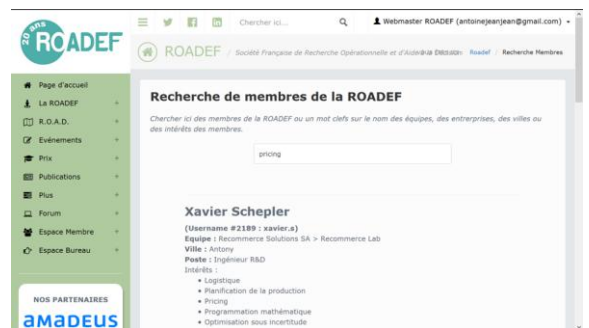 20 ans
ROADEF
Chercher ici...
Webmaster ROADEF (antoinejeanjean@gmail.com)
ROADEF / Société Française de Recherche Opérationnelle et d'Aide Roadef / Recherche Membres
Page d'accueil
La ROADEF +
R.O.A.D. +
Evénements +
Prix +
Publications +
Plus +
Forum +
Espace Membre +
Espace Bureau +
NOS PARTENAIRES
amadeus
Recherche de membres de la ROADEF
Chercher ici des membres de la ROADEF ou un mot clefs sur le nom des équipes, des entrerprises, des villes ou
des intérêts des membres.
pricing
Xavier Schepler
(Username #2189 : xavier.s)
Equipe : Recommerce Solutions SA > Recommerce Lab
Ville : Antony
Poste : Ingénieur R&D
Intérêts :
• Logistique
• Planification de la production
• Pricing
• Programmation mathématique
• Optimisation sous incertitude